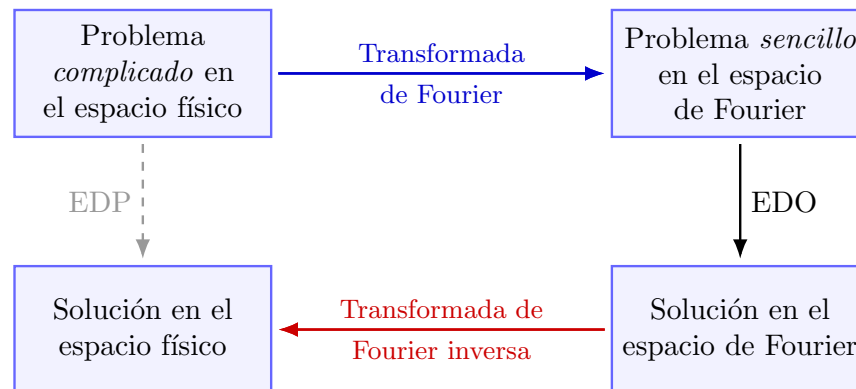 Problema
complicado en
el espacio físico
Transformada
de Fourier
Problema sencillo
en el espacio
de Fourier
EDP
EDO
Solución en el
espacio físico
Transformada de
Fourier inversa
Solución en el
espacio de Fourier